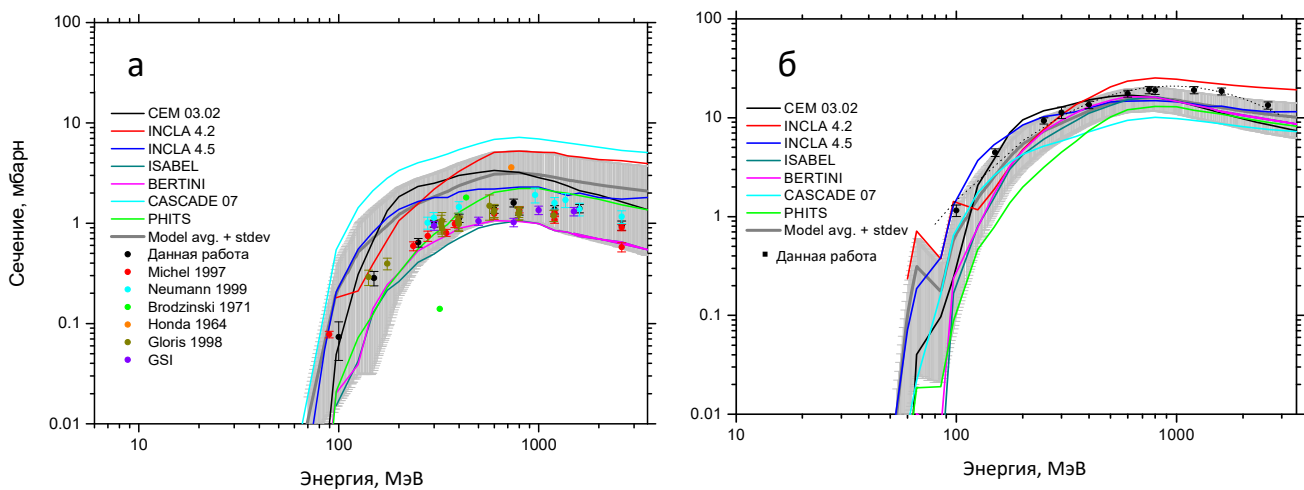 а
Сечение, мбарн
100
10
1
0.1
0.01
CEM 03.02
INCLA 4.2
INCLA 4.5
ISABEL
BERTINI
CASCADE 07
PHITS
Model avg. + stdev
Данная работа
Michel 1997
Neumann 1999
Brodzinski 1971
Honda 1964
Gloris 1998
GSI
10 100 1000
Энергия, МэВ
б
100
10
1
0.1
0.01
CEM 03.02
INCLA 4.2
INCLA 4.5
ISABEL
BERTINI
CASCADE 07
PHITS
Model avg. + stdev
Данная работа
10 100 1000
Энергия, МэВ